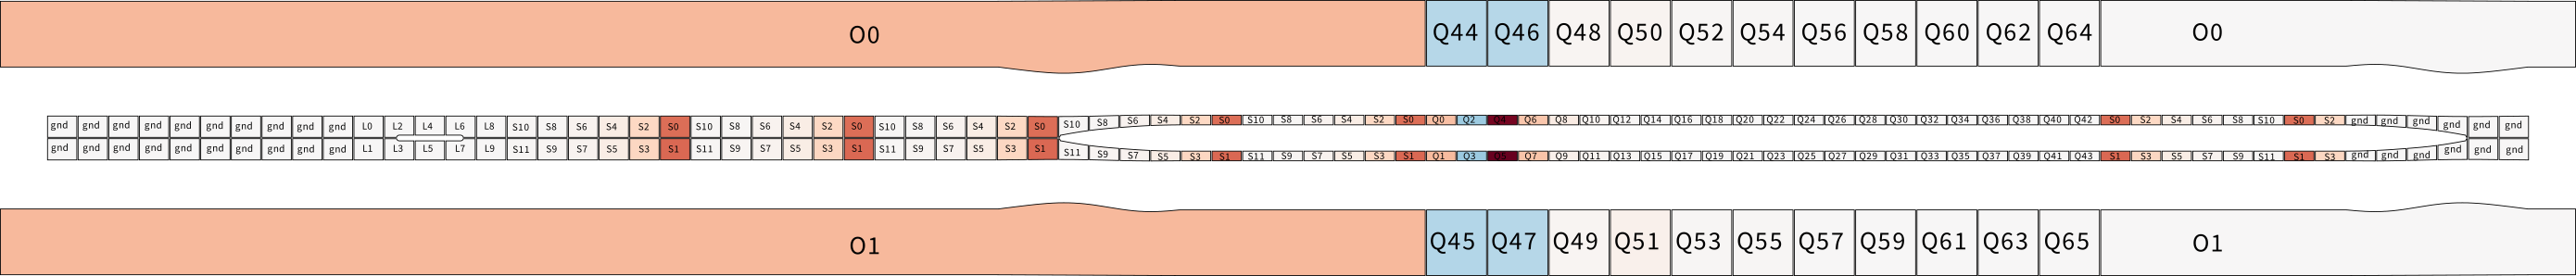 O0 Q44 Q46 Q48 Q50 Q52 Q54 Q56 Q58 Q60 Q62 Q64 O0
gnd gnd gnd gnd gnd gnd gnd gnd gnd gnd L0 L2 L4 L6 L8 S10 S8 S6 S4 S2 S0 S10 S8 S6 S4 S2 S0 S10 S8 S6 S4 S2 S0 S10 S8 S6 S4 S2 S0 S10 S8 S6 S4 S2 S0 Q0 Q2 Q4 Q6 Q8 Q10 Q12 Q14 Q16 Q18 Q20 Q22 Q24 Q26 Q28 Q30 Q32 Q34 Q36 Q38 Q40 Q42 S0 S2 S4 S6 S8 S10 S0 S2 gnd gnd gnd gnd gnd gnd
gnd gnd gnd gnd gnd gnd gnd gnd gnd gnd L1 L3 L5 L7 L9 S11 S9 S7 S5 S3 S1 S11 S9 S7 S5 S3 S1 S11 S9 S7 S5 S3 S1 S11 S9 S7 S5 S3 S1 S11 S9 S7 S5 S3 S1 Q1 Q3 Q7 Q9 Q11 Q13 Q15 Q17 Q19 Q21 Q23 Q25 Q27 Q29 Q31 Q33 Q35 Q37 Q39 Q41 Q43 S1 S3 S5 S7 S9 S11 S1 S3 gnd gnd gnd gnd gnd gnd
O1 Q45 Q47 Q49 Q51 Q53 Q55 Q57 Q59 Q61 Q63 Q65 O1